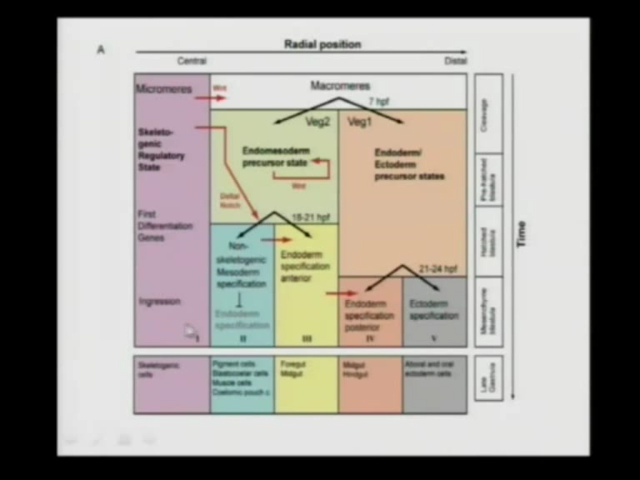 A
Radial position
Central
Distal
Micromeres
Wnt
Macromeres
7 hpf
Veg2
Veg1
Skeleto-
genic
Regulatory
State
Endomesoderm
precursor state
Wnt
Endoderm/
Ectoderm
precursor states
Delta/
Notch
18-21 hpf
First
Differentiation
Genes
Non-
skeletogenic
Mesoderm
specification
Endoderm
specification
Endoderm
specification
anterior
21-24 hpf
Ingression
Endoderm
specification
posterior
Ectoderm
specification
I
II
III
IV
V
Skeletogenic
cells
Pigment cells
Blastocoelar cells
Muscle cells
Coelomic pouch c.
Foregut
Midgut
Midgut
Hindgut
Aboral and oral
ectoderm cells
Cleavage
Pre-hatched
blastula
Hatched
blastula
Mesenchyme
blastula
Late
Gastrula
Time